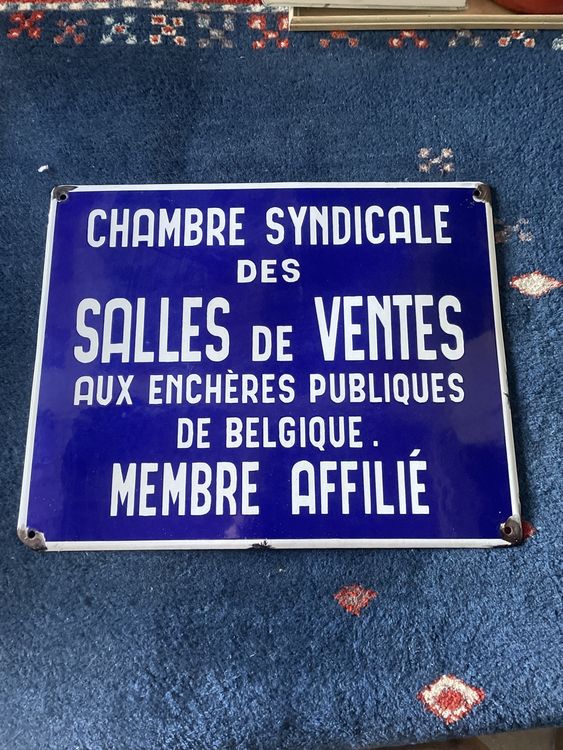 CHAMBRE SYNDICALE
DES
SALLES DE VENTES
AUX ENCHÈRES PUBLIQUES
DE BELGIQUE.
MEMBRE AFFILIÉ